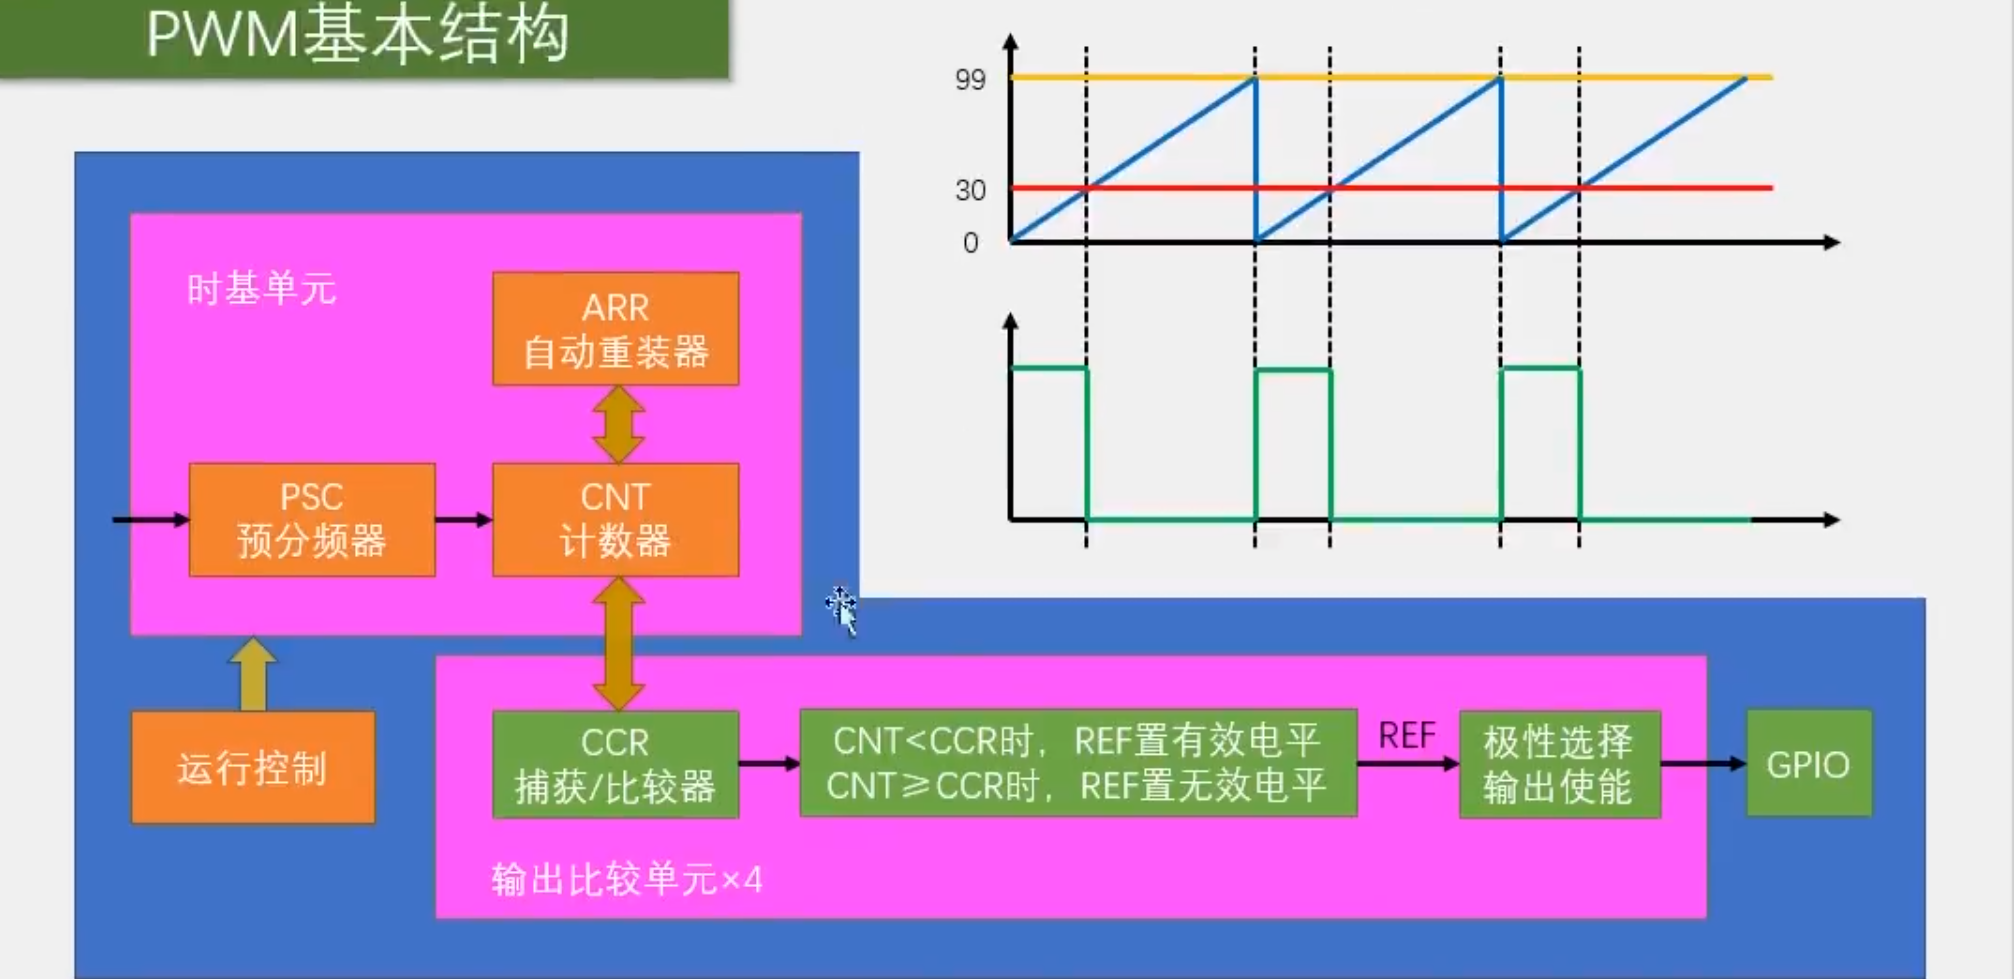 PWM基本结构
99
30
0
时基单元
ARR
自动重装器
PSC
预分频器
CNT
计数器
运行控制
CCR
捕获/比较器
CNT<CCR时，REF置有效电平
CNT≥CCR时，REF置无效电平
REF
极性选择
输出使能
GPIO
输出比较单元×4